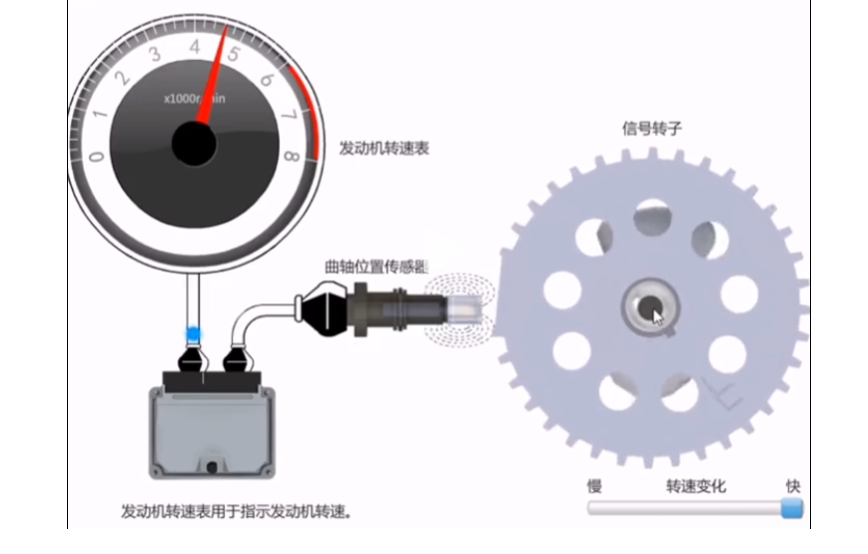 0
1
2
3
4
5
6
7
8
x1000r/min
发动机转速表
信号转子
曲轴位置传感器
慢
转速变化
快
发动机转速表用于指示发动机转速。